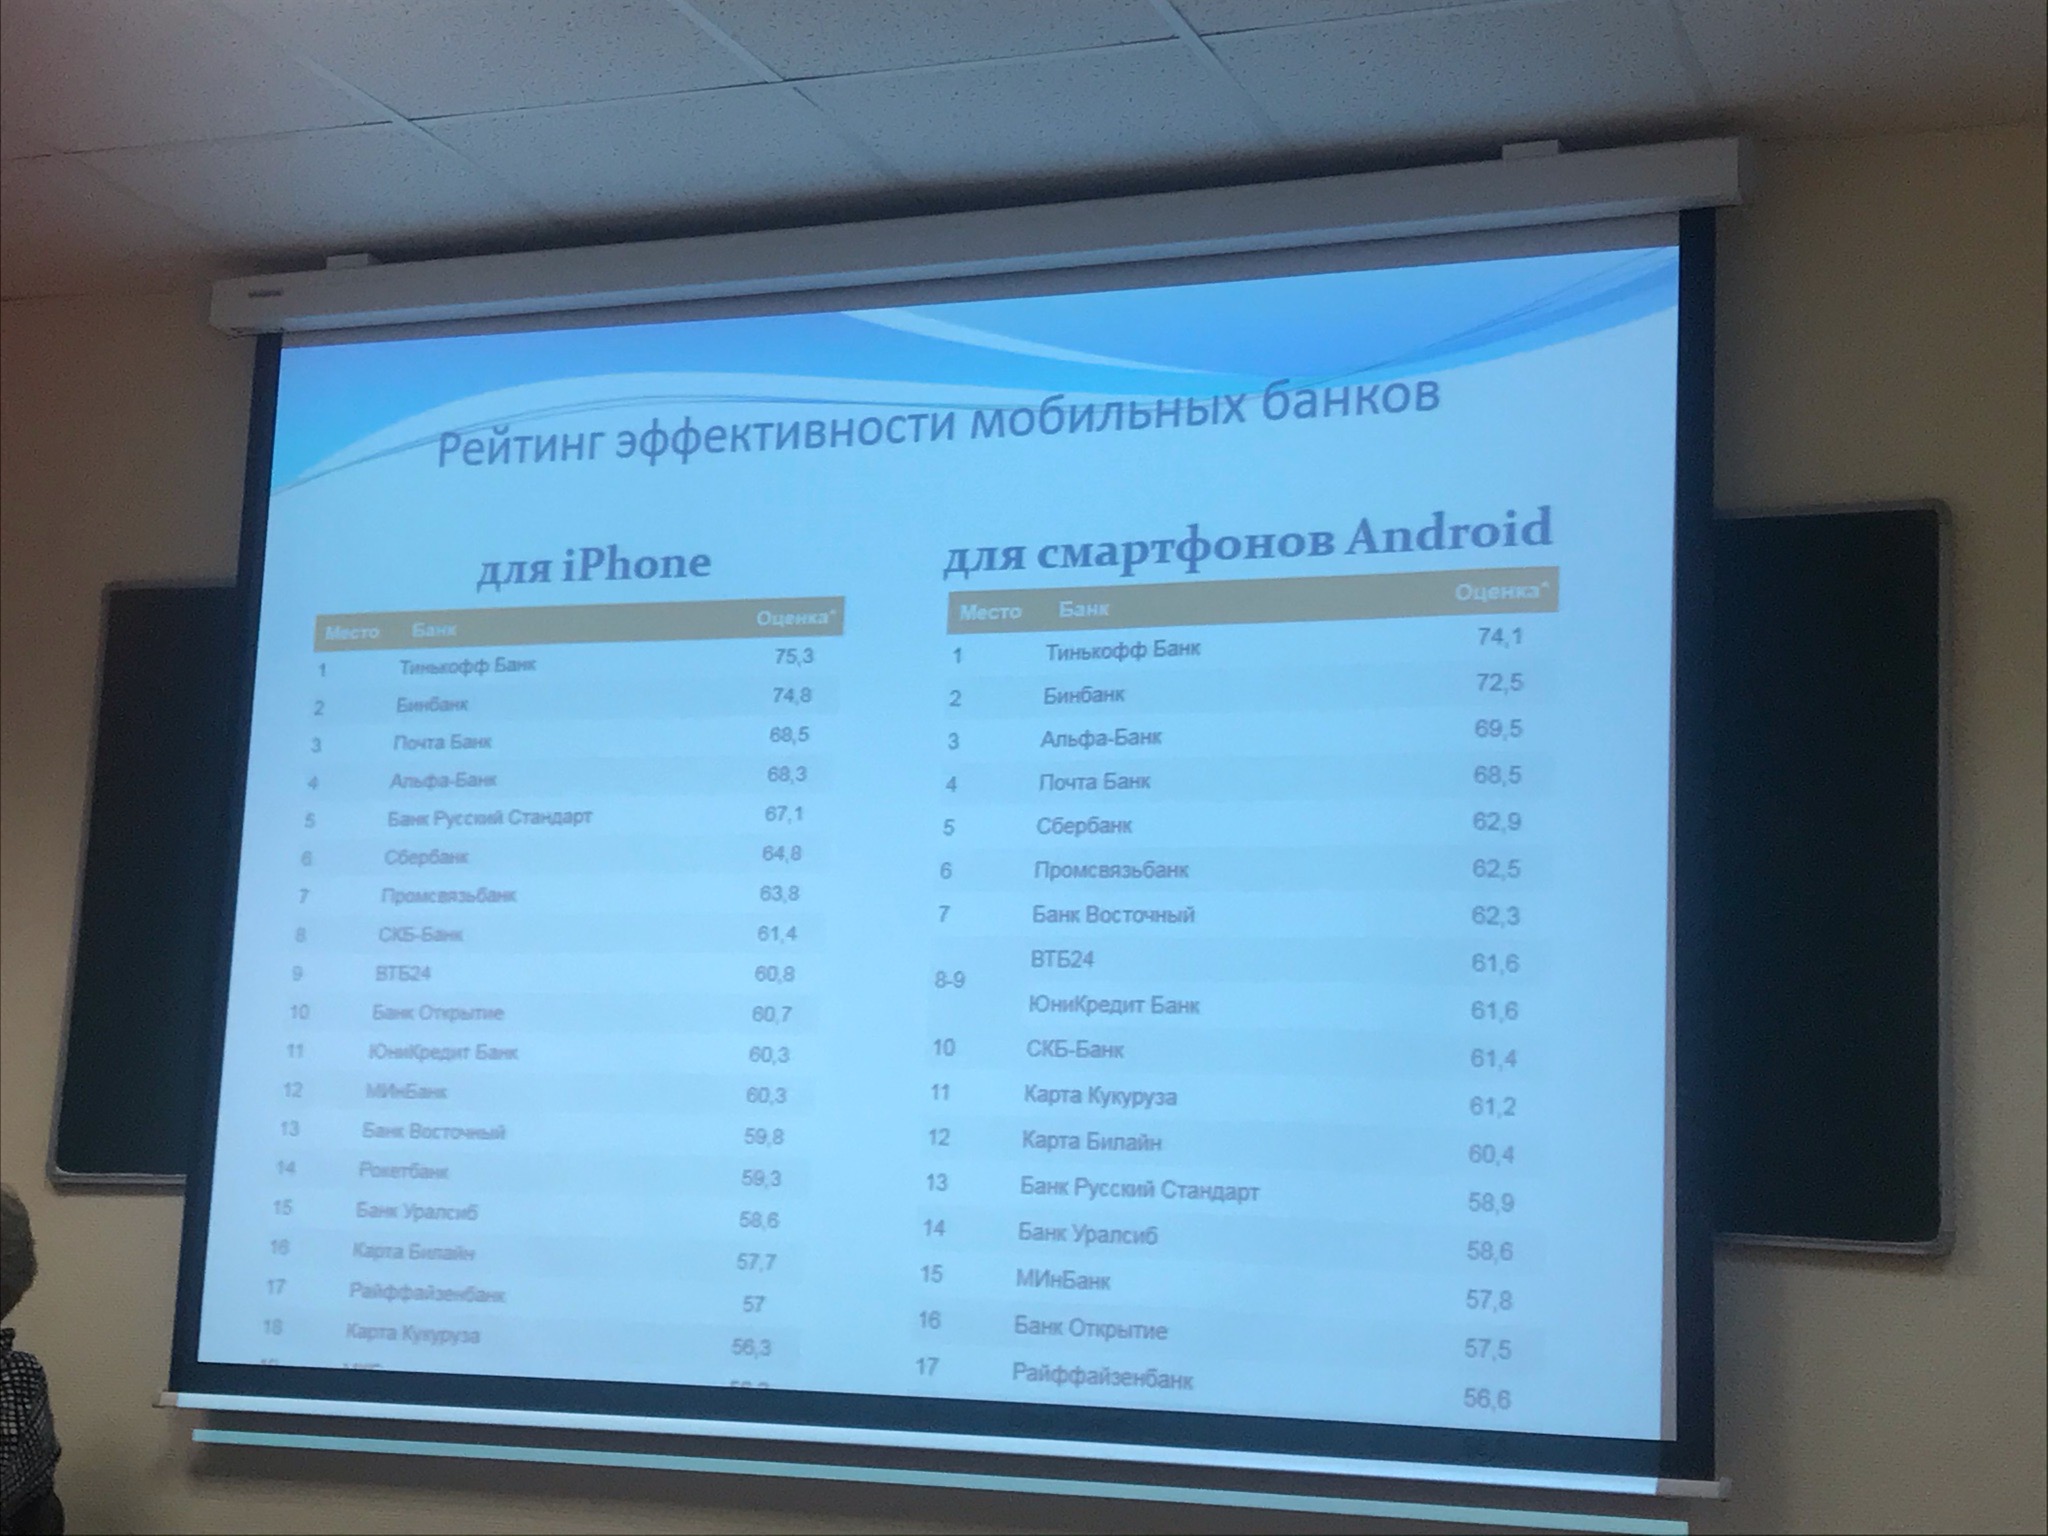 Рейтинг эффективности мобильных банков
для iPhone
Место Банк Оценка*
1 Тинькофф Банк 75,3
2 Бинбанк 74,8
3 Почта Банк 68,5
4 Альфа-Банк 68,3
5 Банк Русский Стандарт 67,1
6 Сбербанк 64,8
7 Промсвязьбанк 63,8
8 СКБ-Банк 61,4
9 ВТБ24 60,8
10 Банк Открытие 60,7
11 ЮниКредит Банк 60,3
12 МИнБанк 60,3
13 Банк Восточный 59,8
14 Рокетбанк 59,3
15 Банк Уралсиб 58,6
16 Карта Билайн 57,7
17 Райффайзенбанк 57
18 Карта Кукуруза 56,3
для смартфонов Android
Место Банк Оценка*
1 Тинькофф Банк 74,1
2 Бинбанк 72,5
3 Альфа-Банк 69,5
4 Почта Банк 68,5
5 Сбербанк 62,9
6 Промсвязьбанк 62,5
7 Банк Восточный 62,3
8-9 ВТБ24 61,6
ЮниКредит Банк 61,6
10 СКБ-Банк 61,4
11 Карта Кукуруза 61,2
12 Карта Билайн 60,4
13 Банк Русский Стандарт 58,9
14 Банк Уралсиб 58,6
15 МИнБанк 57,8
16 Банк Открытие 57,5
17 Райффайзенбанк 56,6